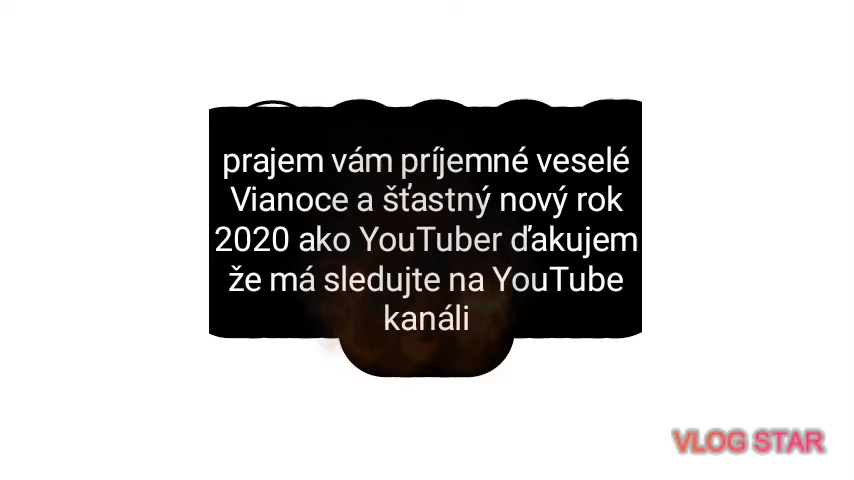 prajem vám príjemné veselé
Vianoce a šťastný nový rok
2020 ako YouTuber ďakujem
že má sledujte na YouTube
kanáli
VLOG STAR